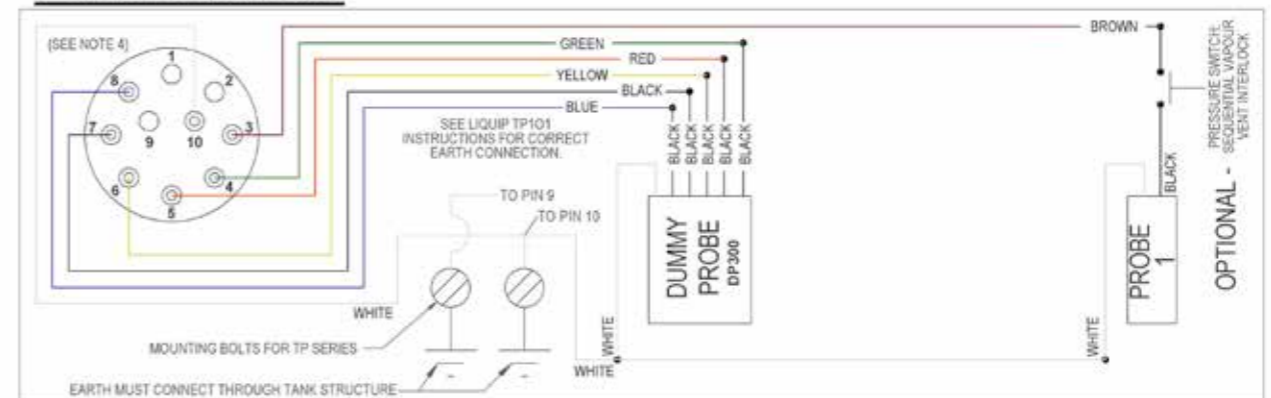 (SEE NOTE 4)
1
2
3
4
5
6
7
8
9
10
BROWN
GREEN
RED
YELLOW
BLACK
BLUE
SEE LIQUIP TP101
INSTRUCTIONS FOR CORRECT
EARTH CONNECTION.
TO PIN 9
TO PIN 10
WHITE
MOUNTING BOLTS FOR TP SERIES
EARTH MUST CONNECT THROUGH TANK STRUCTURE
BLACK
BLACK
BLACK
BLACK
BLACK
DUMMY
PROBE
DP300
WHITE
WHITE
WHITE
BLACK
PROBE
1
OPTIONAL -
PRESSURE SWITCH:
SEQUENTIAL VAPOUR
VENT INTERLOCK